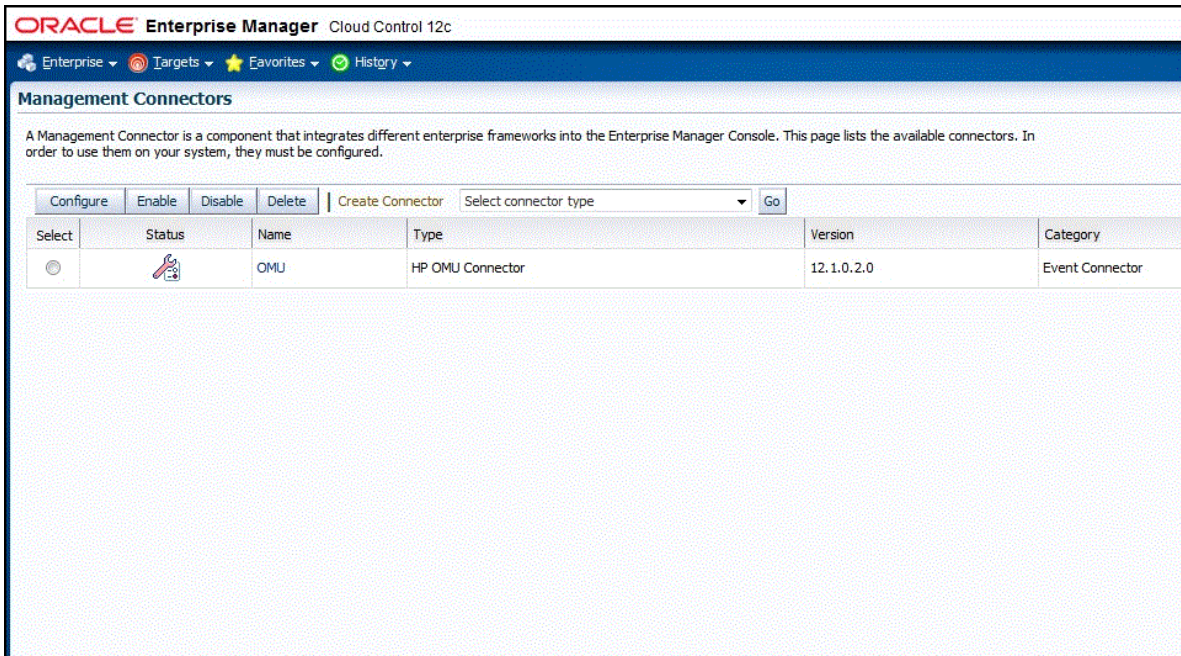 ORACLE Enterprise Manager Cloud Control 12c
Enterprise Targets Favorites History
Management Connectors
A Management Connector is a component that integrates different enterprise frameworks into the Enterprise Manager Console. This page lists the available connectors. In
order to use them on your system, they must be configured.
Configure Enable Disable Delete Create Connector Select connector type Go
Select Status Name Type Version Category
OMU HP OMU Connector 12.1.0.2.0 Event Connector